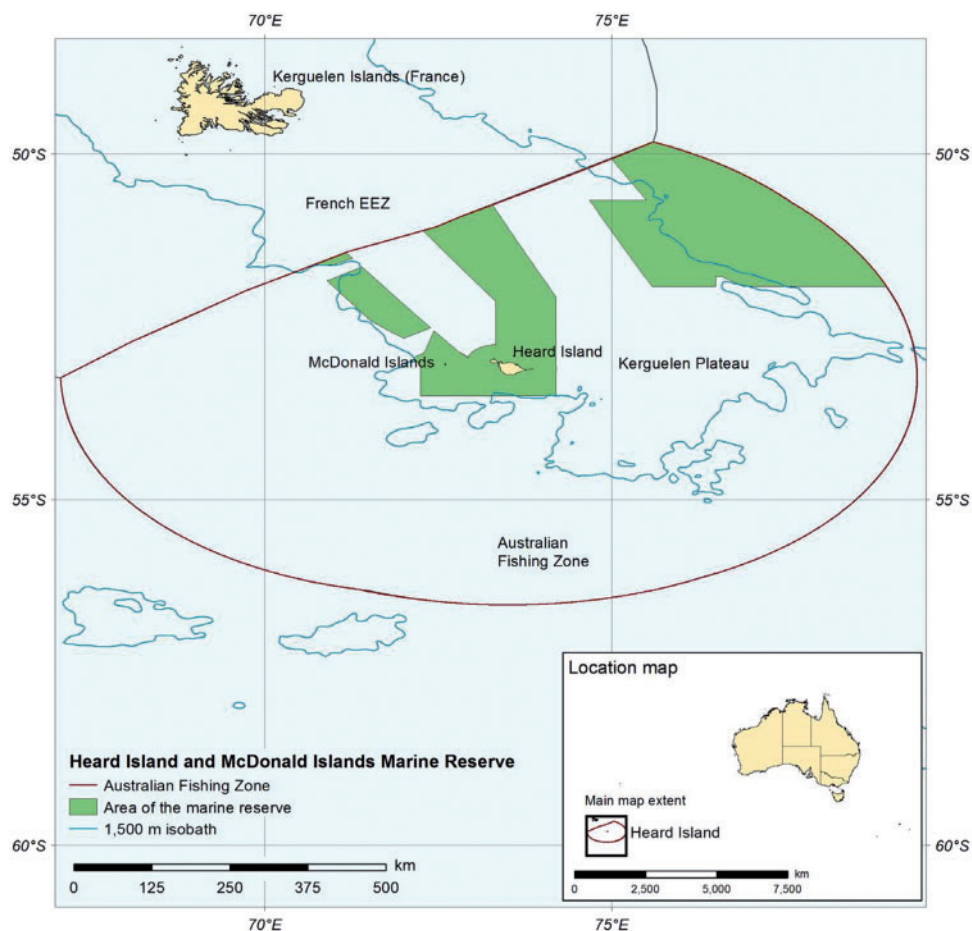 70°E
75°E
Kerguelen Islands (France)
50°S
50°S
French EEZ
McDonald Islands
Heard Island
Kerguelen Plateau
55°S
55°S
Australian
Fishing Zone
Heard Island and McDonald Islands Marine Reserve
Australian Fishing Zone
Area of the marine reserve
1,500 m isobath
km
0
125
250
375
500
Location map
Main map extent
Heard Island
km
0
2,500
5,000
7,500
60°S
60°S
70°E
75°E